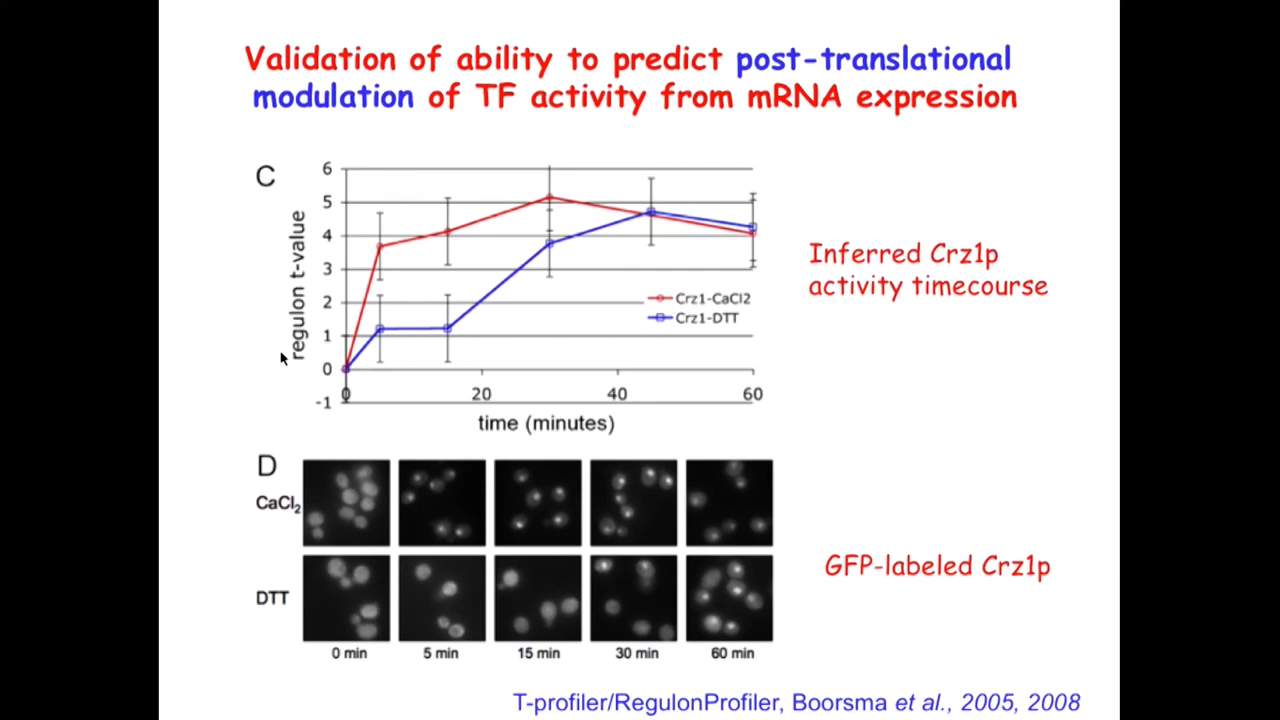 Validation of ability to predict post-translational
modulation of TF activity from mRNA expression
C
6
5
4
3
2
1
0
-1
regulon t-value
0
20
40
60
time (minutes)
Crz1-CaCl2
Crz1-DTT
Inferred Crz1p
activity timecourse
D
CaCl2
DTT
0 min
5 min
15 min
30 min
60 min
GFP-labeled Crz1p
T-profiler/RegulonProfiler, Boorsma et al., 2005, 2008